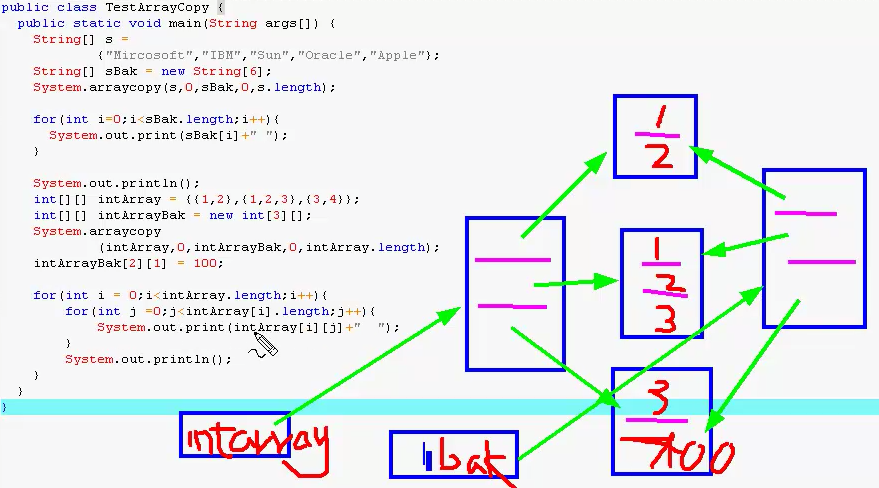 public class TestArrayCopy {
public static void main(String args[]) {
String[] s =
{"Mircosoft","IBM","Sun","Oracle","Apple"};
String[] sBak = new String[6];
System.arraycopy(s,0,sBak,0,s.length);
for(int i=0;i<sBak.length;i++){
System.out.print(sBak[i]+" ");
}
System.out.println();
int[][] intArray = {{1,2},{1,2,3},{3,4}};
int[][] intArrayBak = new int[3][];
System.arraycopy
(intArray,0,intArrayBak,0,intArray.length);
intArrayBak[2][1] = 100;
for(int i = 0;i<intArray.length;i++){
for(int j =0;j<intArray[i].length;j++){
System.out.print(intArray[i][j]+"  ");
}
System.out.println();
}
}
}
1
2
1
2
3
3
100
intarray
bak